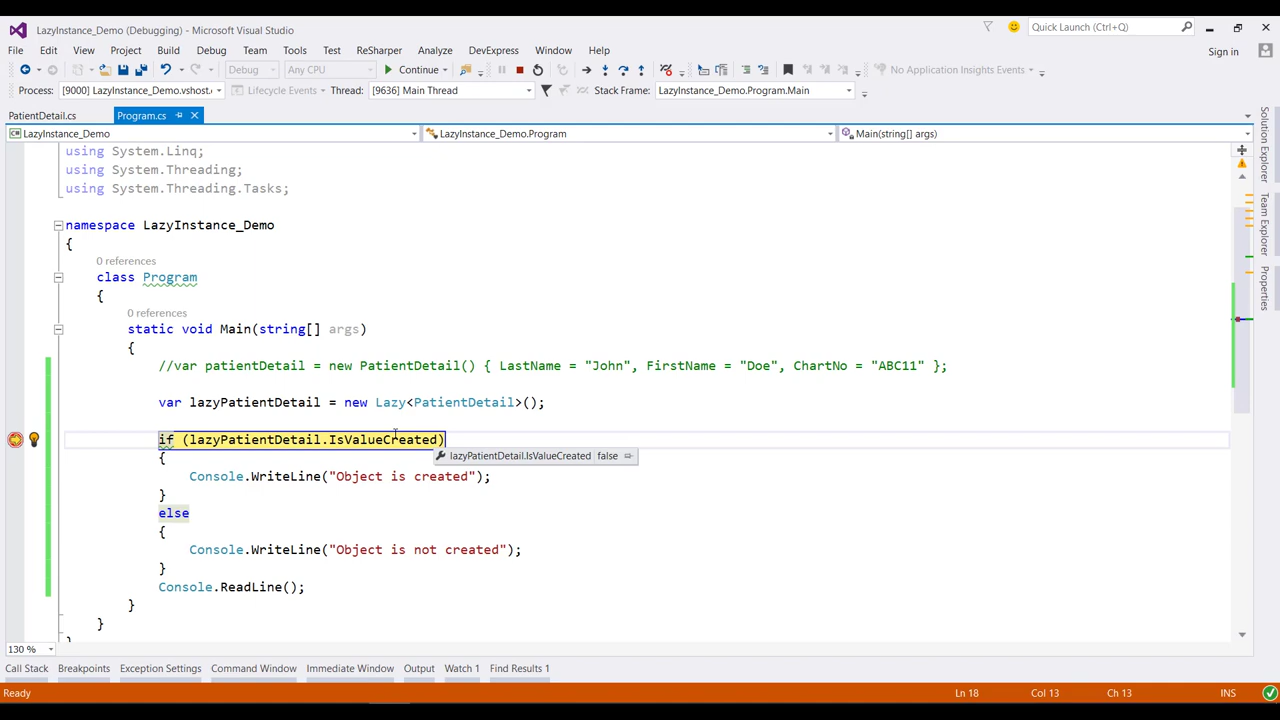 LazyInstance_Demo (Debugging) - Microsoft Visual Studio
Quick Launch (Ctrl+Q)
File Edit View Project Build Debug Team Tools Test ReSharper Analyze DevExpress Window Help
Sign in
Debug Any CPU Continue No Application Insights Events
Process: [9000] LazyInstance_Demo.vshost. Lifecycle Events Thread: [9636] Main Thread Stack Frame: LazyInstance_Demo.Program.Main
PatientDetail.cs Program.cs
LazyInstance_Demo LazyInstance_Demo.Program Main(string[] args)
using System.Linq;
using System.Threading;
using System.Threading.Tasks;
namespace LazyInstance_Demo
{
0 references
class Program
{
0 references
static void Main(string[] args)
{
//var patientDetail = new PatientDetail() { LastName = "John", FirstName = "Doe", ChartNo = "ABC11" };
var lazyPatientDetail = new Lazy<PatientDetail>();
if (lazyPatientDetail.IsValueCreated)
{
lazyPatientDetail.IsValueCreated false
Console.WriteLine("Object is created");
}
else
{
Console.WriteLine("Object is not created");
}
Console.ReadLine();
}
}
}
130 %
Call Stack Breakpoints Exception Settings Command Window Immediate Window Output Watch 1 Find Results 1
Ready Ln 18 Col 13 Ch 13 INS
Solution Explorer
Team Explorer
Properties